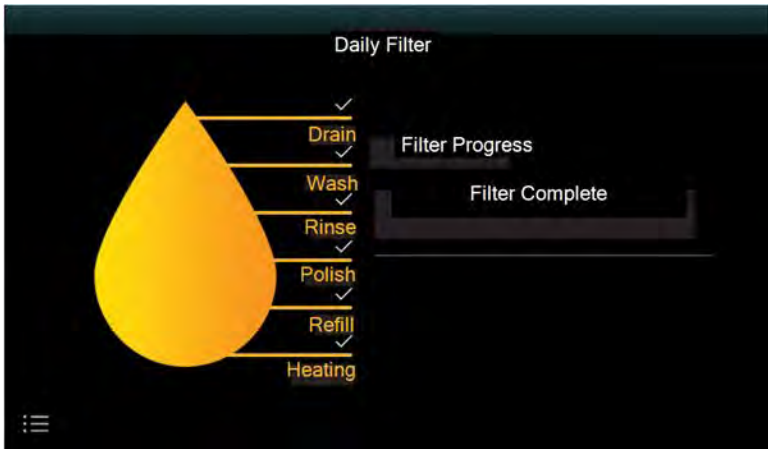 Daily Filter
Drain
Wash
Rinse
Polish
Refill
Heating
Filter Progress
Filter Complete